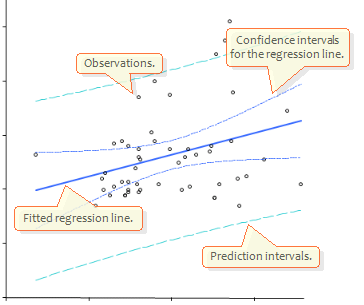 Observations.
Confidence intervals
for the regression line.
Fitted regression line.
Prediction intervals.